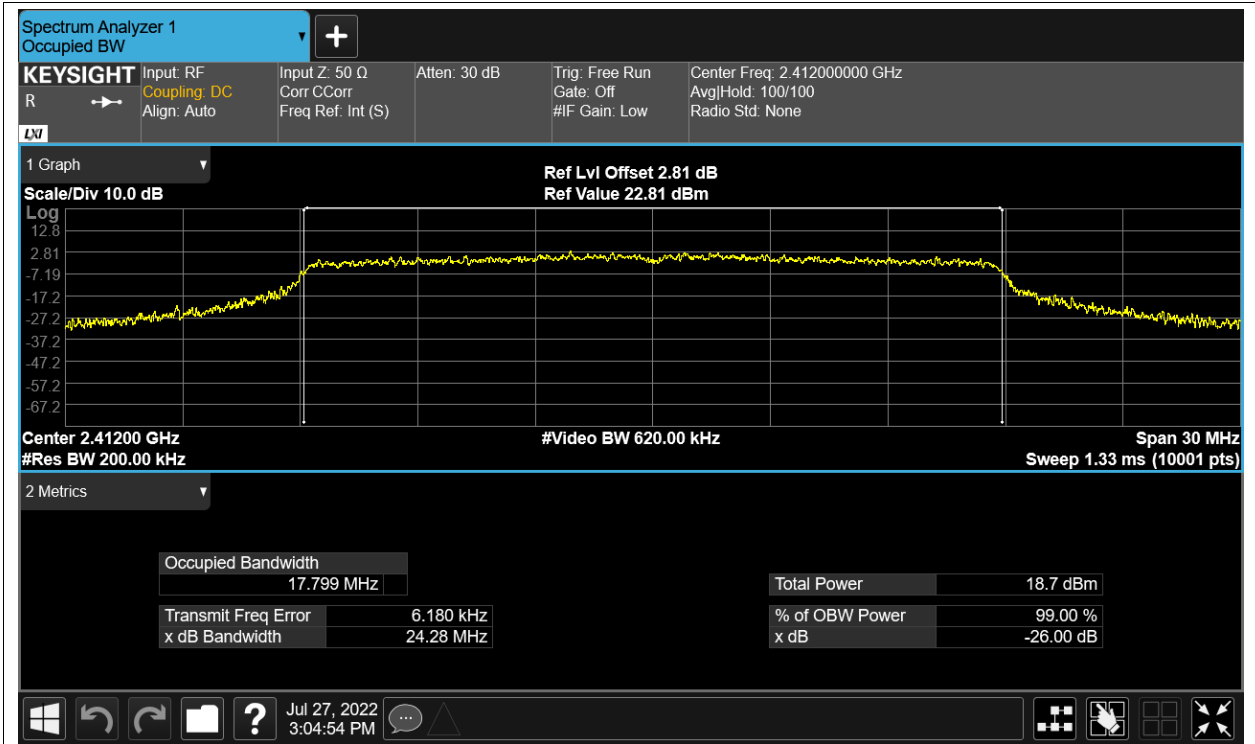 Spectrum Analyzer 1
Occupied BW
KEYSIGHT
R
LXI
Input: RF
Coupling: DC
Align: Auto
Input Z: 50 Ω
Corr CCorr
Freq Ref: Int (S)
Atten: 30 dB
Trig: Free Run
Gate: Off
#IF Gain: Low
Center Freq: 2.412000000 GHz
Avg|Hold: 100/100
Radio Std: None
1 Graph
Scale/Div 10.0 dB
Ref Lvl Offset 2.81 dB
Ref Value 22.81 dBm
Log
12.8
2.81
-7.19
-17.2
-27.2
-37.2
-47.2
-57.2
-67.2
Center 2.41200 GHz
#Res BW 200.00 kHz
#Video BW 620.00 kHz
Span 30 MHz
Sweep 1.33 ms (10001 pts)
2 Metrics
Occupied Bandwidth
17.799 MHz
Transmit Freq Error 6.180 kHz
x dB Bandwidth 24.28 MHz
Total Power 18.7 dBm
% of OBW Power 99.00 %
x dB -26.00 dB
?
Jul 27, 2022
3:04:54 PM